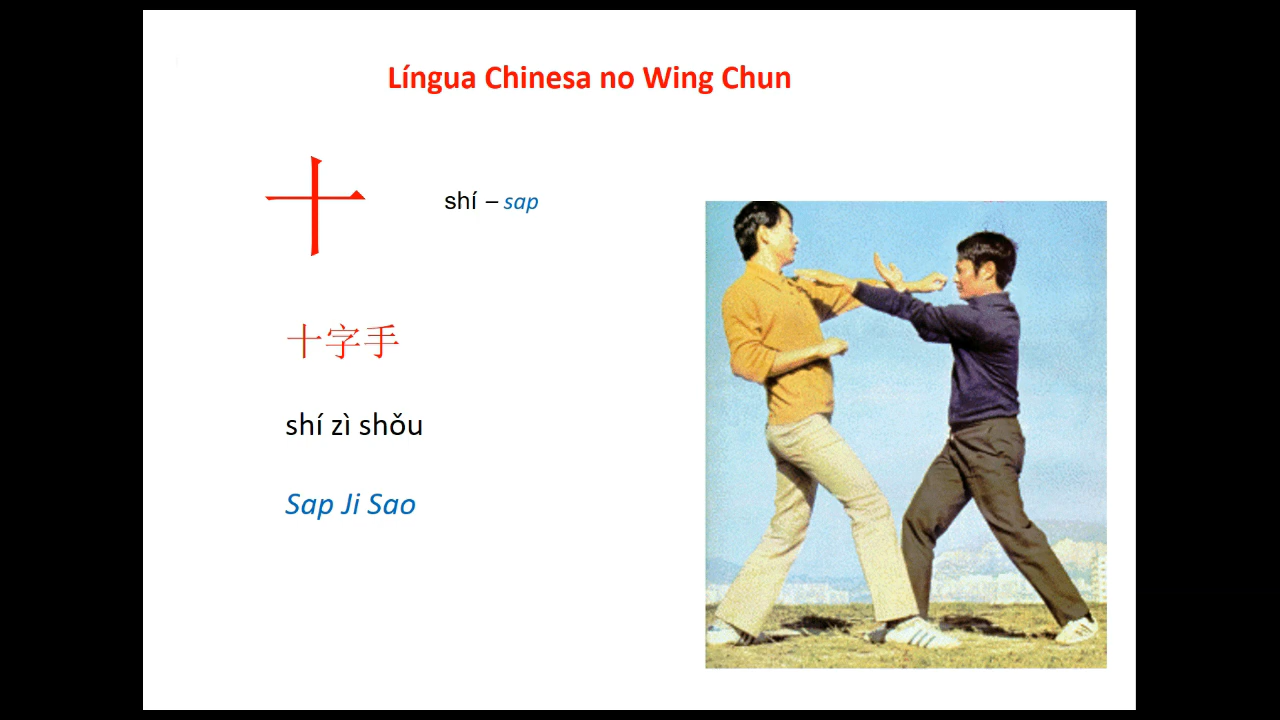 Língua Chinesa no Wing Chun
十 shí – sap
十字手
shí zì shǒu
Sap Ji Sao